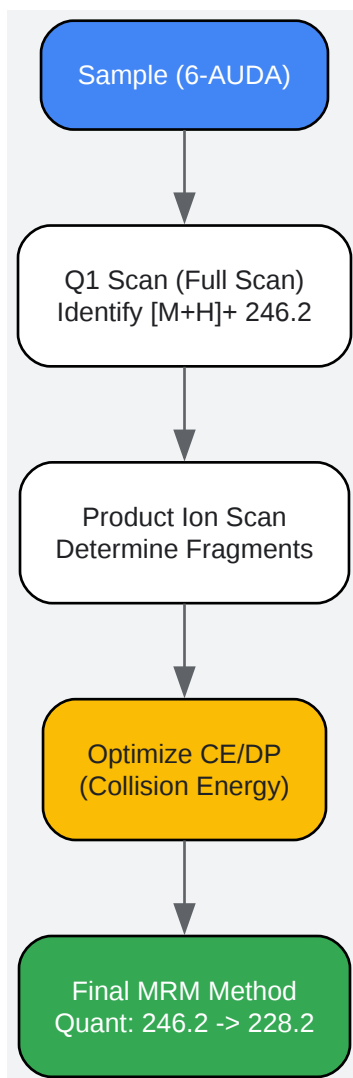 Sample (6-AUDA)
Q1 Scan (Full Scan)
Identify [M+H]+ 246.2
Product Ion Scan
Determine Fragments
Optimize CE/DP
(Collision Energy)
Final MRM Method
Quant: 246.2 -> 228.2